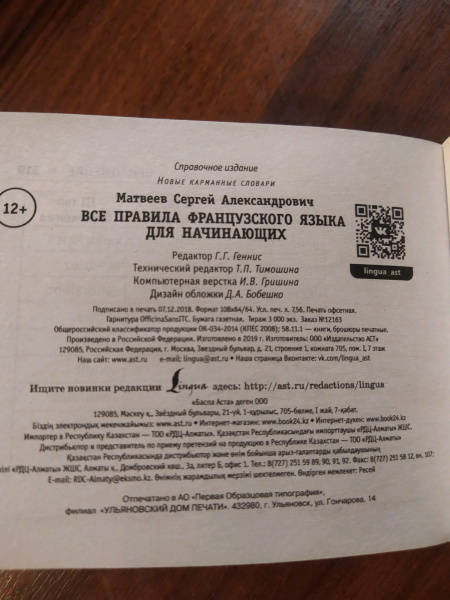 Справочное издание
Новые карманные словари
12+
Матвеев Сергей Александрович
ВСЕ ПРАВИЛА ФРАНЦУЗСКОГО ЯЗЫКА
ДЛЯ НАЧИНАЮЩИХ
lingua_ast
Редактор Г.Г. Геннис
Технический редактор Т.П. Тимошина
Компьютерная верстка И.В. Гришина
Дизайн обложки Д.А. Бобешко
Подписано в печать 07.12.2018. Формат 108x84/64. Усл. печ. л. 7,56. Печать офсетная.
Гарнитура OfficinaSansITC. Бумага газетная. Тираж 3 000 экз. Заказ №12163
Общероссийский классификатор продукции ОК-034-2014 (КПЕС 2008); 58.11.1 — книги, брошюры печатные.
Произведено в Российской Федерации. Изготовлено в 2019 г. Изготовитель: ООО «Издательство АСТ»
129085, Российская Федерация, г. Москва, Звездный бульвар, д. 21, строение 1, комната 705, пом. I, 7 этаж.
Наш сайт: www.ast.ru e-mail: lingua@ast.ru • Наша страница Вконтакте: vk.com/lingua_ast
Ищите новинки редакции Lingua здесь: http://ast.ru/redactions/lingus
«Баспа Аста» деген ООО
129085, Мәскеу қ., Звёздный бульвары, 21-үй, 1-құрылыс, 705-бөлме, I жай, 7-қабат.
Біздің электрондық мекенжайымыз: www.ast.ru • Интернет-магазин: www.book24.kz • Интернет-дүкен: www.book24.kz
Импортер в Республику Казахстан — ТОО «РДЦ-Алматы». Қазақстан Республикасындағы импорттаушы «РДЦ-Алматы» ЖШС.
Дистрибьютор и представитель по приему претензий на продукцию в Республике Казахстан: ТОО «РДЦ-Алматы»
Қазақстан Республикасында дистрибьютор және өнім бойынша арыз-талаптарды қабылдаушының
өкілі «РДЦ-Алматы» ЖШС, Алматы қ., Домбровский көш., 3а, литер Б, офис 1. Тел.: 8(727) 251 59 89, 90, 91, 92. Факс: 8 (727) 251 58 12, вн. 107;
E-mail: RDC-Almaty@eksmo.kz. Өнімнің жарамдылық мерзімі шектелмеген. Өндірген мемлекет: Ресей
Отпечатано в АО «Первая Образцовая типография»,
филиал «УЛЬЯНОВСКИЙ ДОМ ПЕЧАТИ». 432980, г. Ульяновск, ул. Гончарова, 14